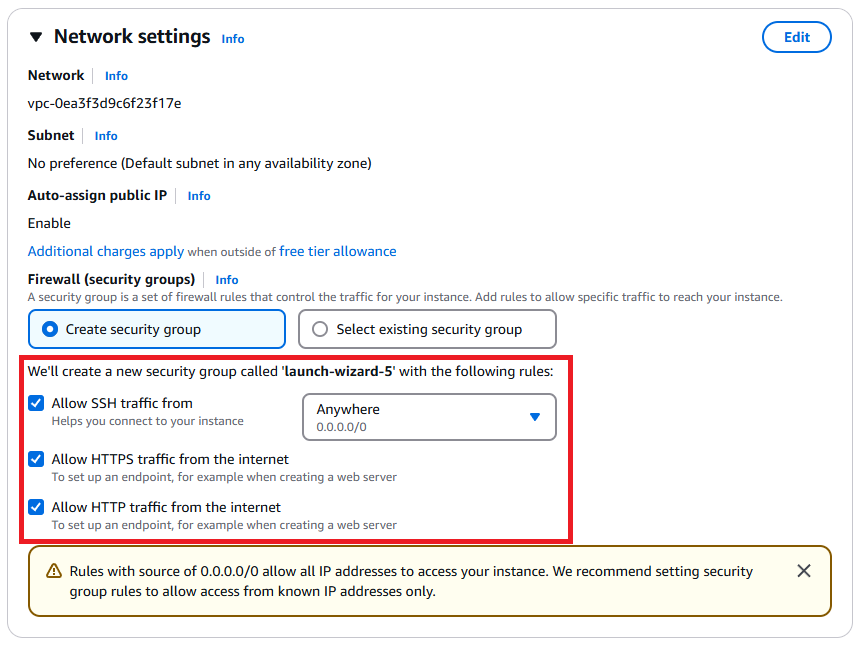 Network settings Info
Edit
Network Info
vpc-0ea3f3d9c6f23f17e
Subnet Info
No preference (Default subnet in any availability zone)
Auto-assign public IP Info
Enable
Additional charges apply when outside of free tier allowance
Firewall (security groups) Info
A security group is a set of firewall rules that control the traffic for your instance. Add rules to allow specific traffic to reach your instance.
Create security group
Select existing security group
We'll create a new security group called 'launch-wizard-5' with the following rules:
Allow SSH traffic from
Helps you connect to your instance
Anywhere
0.0.0.0/0
Allow HTTPS traffic from the internet
To set up an endpoint, for example when creating a web server
Allow HTTP traffic from the internet
To set up an endpoint, for example when creating a web server
Rules with source of 0.0.0.0/0 allow all IP addresses to access your instance. We recommend setting security
group rules to allow access from known IP addresses only.